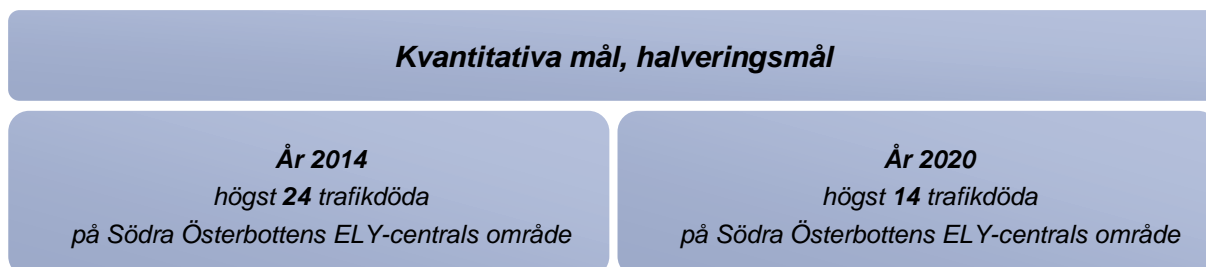 Kvantitativa mål, halveringsmål
År 2014
högst 24 trafikdöda
på Södra Österbottens ELY-centrals område
År 2020
högst 14 trafikdöda
på Södra Österbottens ELY-centrals område